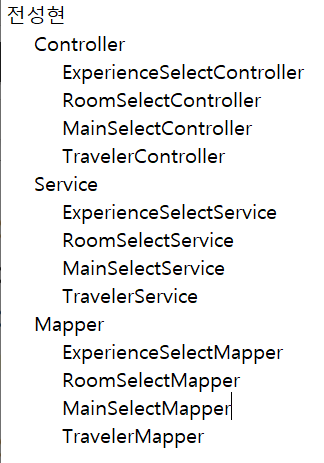 전성현
Controller
ExperienceSelectController
RoomSelectController
MainSelectController
TravelerController
Service
ExperienceSelectService
RoomSelectService
MainSelectService
TravelerService
Mapper
ExperienceSelectMapper
RoomSelectMapper
MainSelectMapper
TravelerMapper